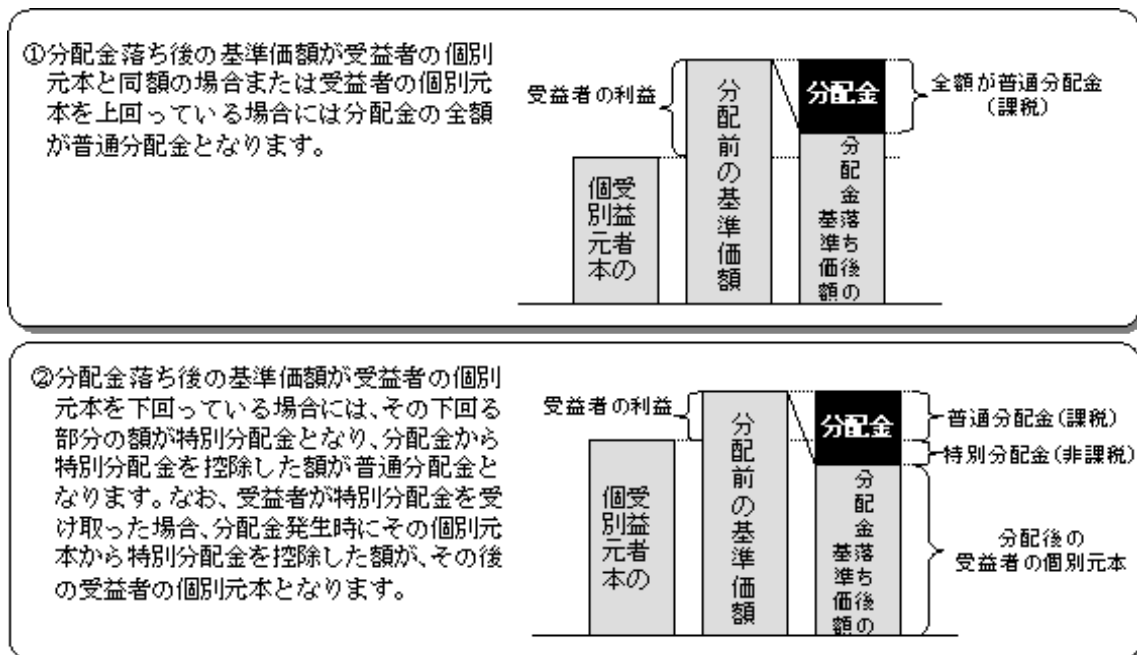 ①分配金落ち後の基準価額が受益者の個別
元本と同額の場合または受益者の個別元
本を上回っている場合には分配金の全額
が普通分配金となります。
受益者の利益
受益者の
個別元本
分配前の基準価額
分配金
分配金落ち後の
基準価額
全額が普通分配金
(課税)
②分配金落ち後の基準価額が受益者の個別
元本を下回っている場合には、その下回る
部分の額が特別分配金となり、分配金から
特別分配金を控除した額が普通分配金と
なります。なお、受益者が特別分配金を受
け取った場合、分配金発生時にその個別元
本から特別分配金を控除した額が、その後
の受益者の個別元本となります。
受益者の利益
受益者の
個別元本
分配前の基準価額
分配金
分配金落ち後の
基準価額
普通分配金(課税)
特別分配金(非課税)
分配後の
受益者の個別元本